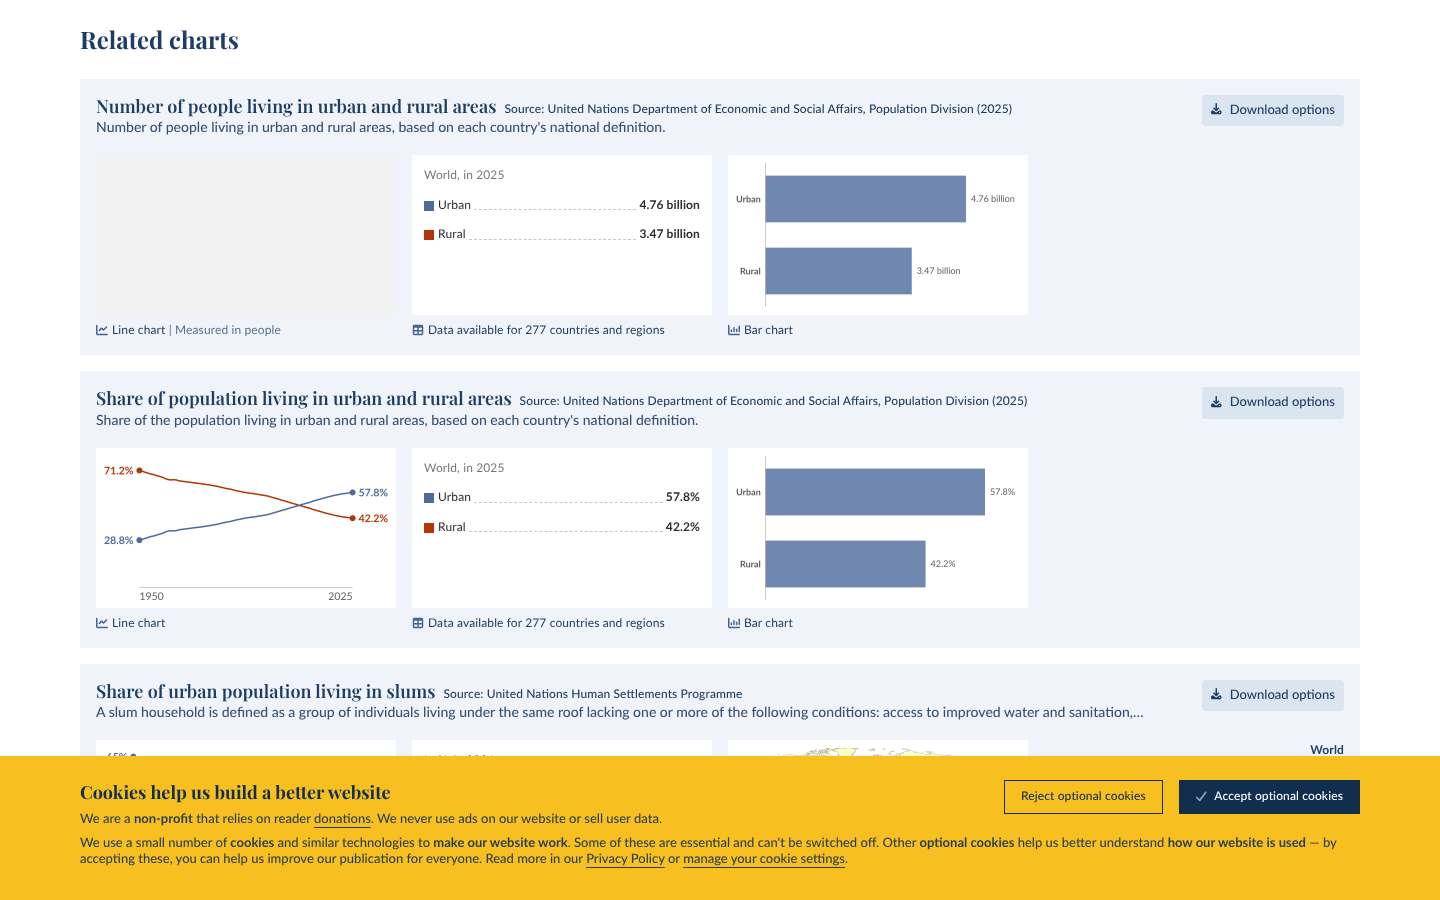 Related charts
Number of people living in urban and rural areas Source: United Nations Department of Economic and Social Affairs, Population Division (2025)
Download options
Number of people living in urban and rural areas, based on each country's national definition.
World, in 2025
Urban 4.76 billion
Rural 3.47 billion
Urban 4.76 billion
Rural 3.47 billion
Line chart | Measured in people
Data available for 277 countries and regions
Bar chart
Share of population living in urban and rural areas Source: United Nations Department of Economic and Social Affairs, Population Division (2025)
Download options
Share of the population living in urban and rural areas, based on each country's national definition.
71.2%
57.8%
42.2%
28.8%
1950 2025
World, in 2025
Urban 57.8%
Rural 42.2%
Urban 57.8%
Rural 42.2%
Line chart
Data available for 277 countries and regions
Bar chart
Share of urban population living in slums Source: United Nations Human Settlements Programme
Download options
A slum household is defined as a group of individuals living under the same roof lacking one or more of the following conditions: access to improved water and sanitation,...
World
Cookies help us build a better website
We are a non-profit that relies on reader donations. We never use ads on our website or sell user data.
Reject optional cookies
Accept optional cookies
We use a small number of cookies and similar technologies to make our website work. Some of these are essential and can't be switched off. Other optional cookies help us better understand how our website is used — by
accepting these, you can help us improve our publication for everyone. Read more in our Privacy Policy or manage your cookie settings.